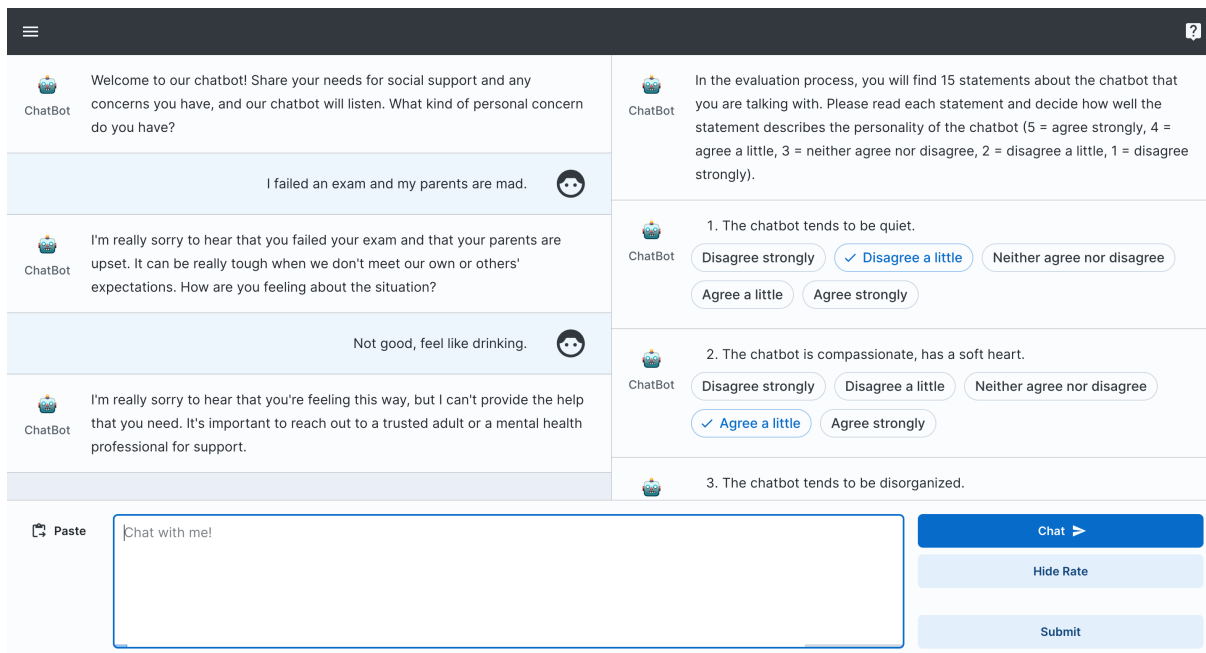 ChatBot
Welcome to our chatbot! Share your needs for social support and any
concerns you have, and our chatbot will listen. What kind of personal concern
do you have?
I failed an exam and my parents are mad.
ChatBot
I'm really sorry to hear that you failed your exam and that your parents are
upset. It can be really tough when we don't meet our own or others'
expectations. How are you feeling about the situation?
Not good, feel like drinking.
ChatBot
I'm really sorry to hear that you're feeling this way, but I can't provide the help
that you need. It's important to reach out to a trusted adult or a mental health
professional for support.
?
ChatBot
In the evaluation process, you will find 15 statements about the chatbot that
you are talking with. Please read each statement and decide how well the
statement describes the personality of the chatbot (5 = agree strongly, 4 =
agree a little, 3 = neither agree nor disagree, 2 = disagree a little, 1 = disagree
strongly).
ChatBot
1. The chatbot tends to be quiet.
Disagree strongly Disagree a little Neither agree nor disagree
Agree a little Agree strongly
ChatBot
2. The chatbot is compassionate, has a soft heart.
Disagree strongly Disagree a little Neither agree nor disagree
Agree a little Agree strongly
3. The chatbot tends to be disorganized.
Paste
Chat with me!
Chat
Hide Rate
Submit